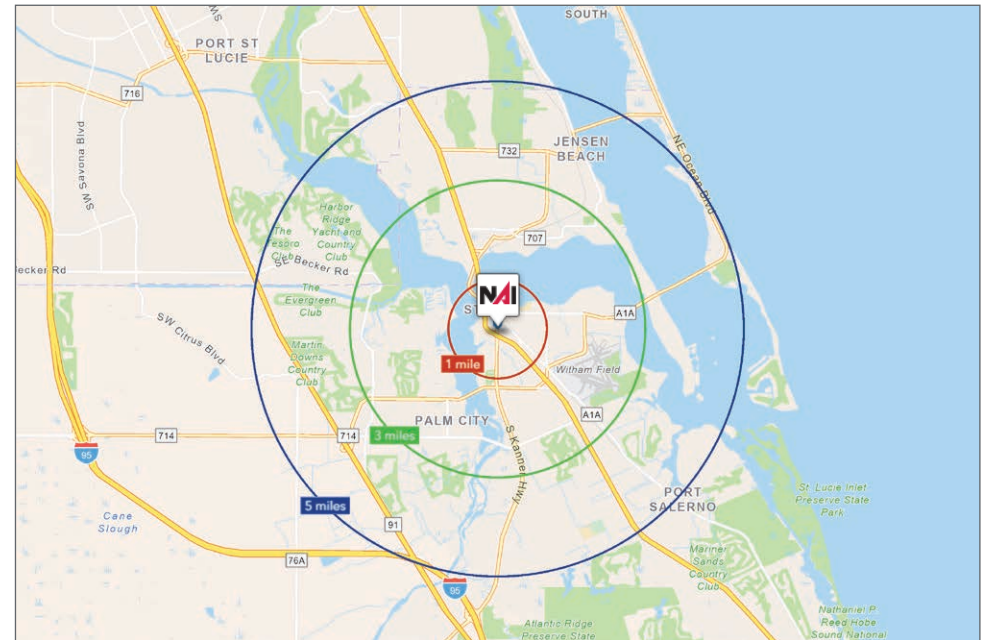 SOUTH
SW
PORT ST
LUCIE
716
SW Savona Blvd
732
JENSEN
BEACH
NE Ocean Blvd
Harbor
Ridge
Yacht and
Country
Club
The
Tesoro
Club
707
SE Becker Rd
Becker Rd
NAI
The
Evergreen
Club
ST
A1A
SW Citrus Blvd
Martin
Downs
Country
Club
1 mile
Witham Field
PALM CITY
A1A
3 miles
714
714
95
S Kanner Hwy
5 miles
PORT
SALERNO
St. Lucie Inlet
Preserve State
Park
Cane
Slough
91
76A
Mariner
Sands
Country
Club
95
Atlantic Ridge
Preserve State
Nathaniel P.
Reed Hobe
Sound National